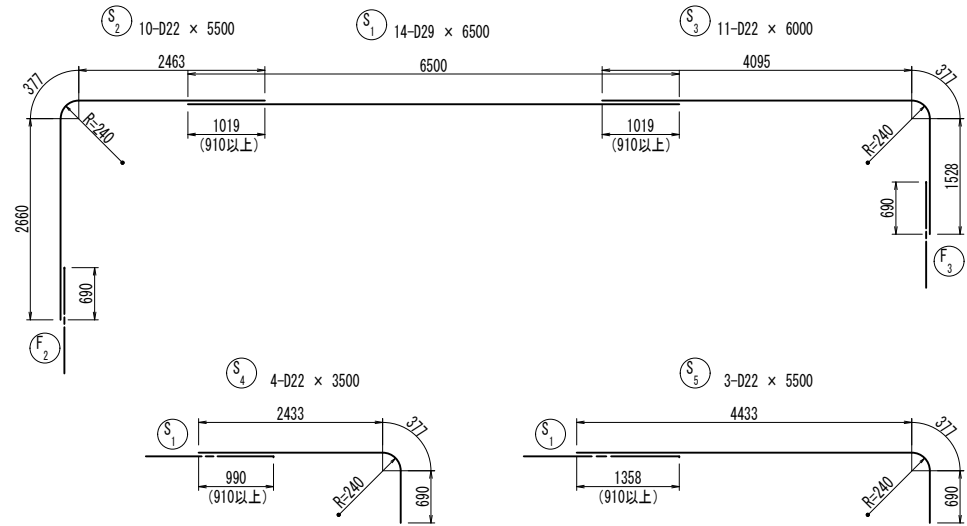 S2 10-D22 × 5500
S1 14-D29 × 6500
S3 11-D22 × 6000
2463
6500
4095
377
377
R=240
1019
(910以上)
1019
(910以上)
R=240
2660
690
1528
690
F2
F3
S4 4-D22 × 3500
S5 3-D22 × 5500
2433
377
4433
377
S1
S1
990
(910以上)
R=240
690
1358
(910以上)
R=240
690